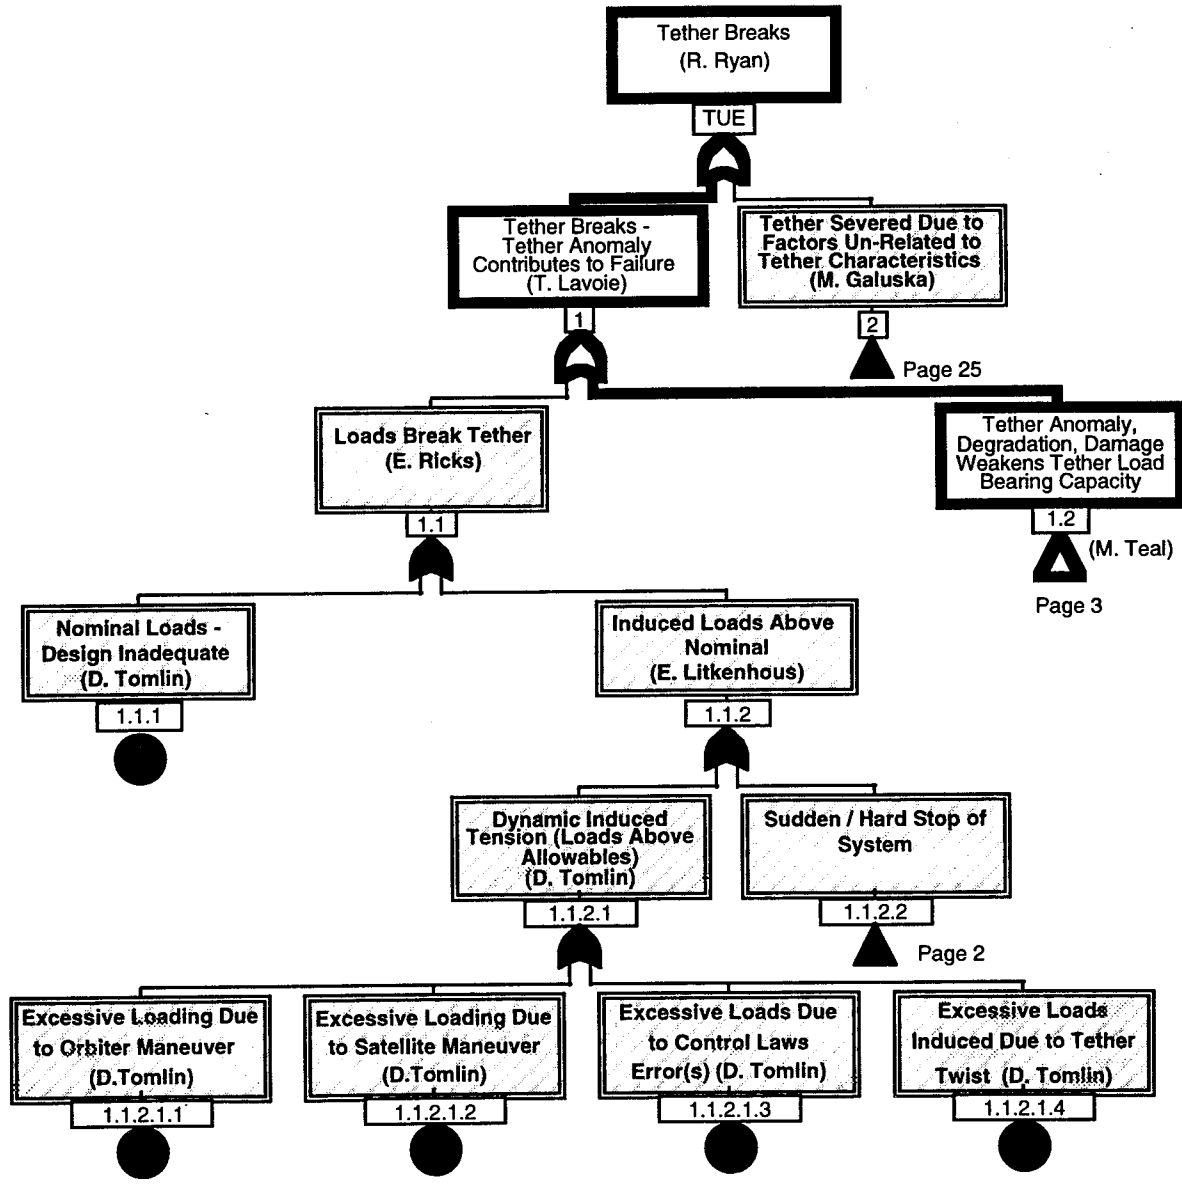 Tether Breaks
(R. Ryan)
TUE
Tether Breaks -
Tether Anomaly
Contributes to Failure
(T. Lavoie)
1
Tether Severed Due to
Factors Un-Related to
Tether Characteristics
(M. Galuska)
2
Page 25
Loads Break Tether
(E. Ricks)
1.1
Tether Anomaly,
Degradation, Damage
Weakens Tether Load
Bearing Capacity
1.2
(M. Teal)
Page 3
Nominal Loads -
Design Inadequate
(D. Tomlin)
1.1.1
Induced Loads Above
Nominal
(E. Litkenhous)
1.1.2
Dynamic Induced
Tension (Loads Above
Allowables)
(D. Tomlin)
1.1.2.1
Sudden / Hard Stop of
System
1.1.2.2
Page 2
Excessive Loading Due
to Orbiter Maneuver
(D.Tomlin)
1.1.2.1.1
Excessive Loading Due
to Satellite Maneuver
(D.Tomlin)
1.1.2.1.2
Excessive Loads Due
to Control Laws
Error(s) (D. Tomlin)
1.1.2.1.3
Excessive Loads
Induced Due to Tether
Twist (D. Tomlin)
1.1.2.1.4